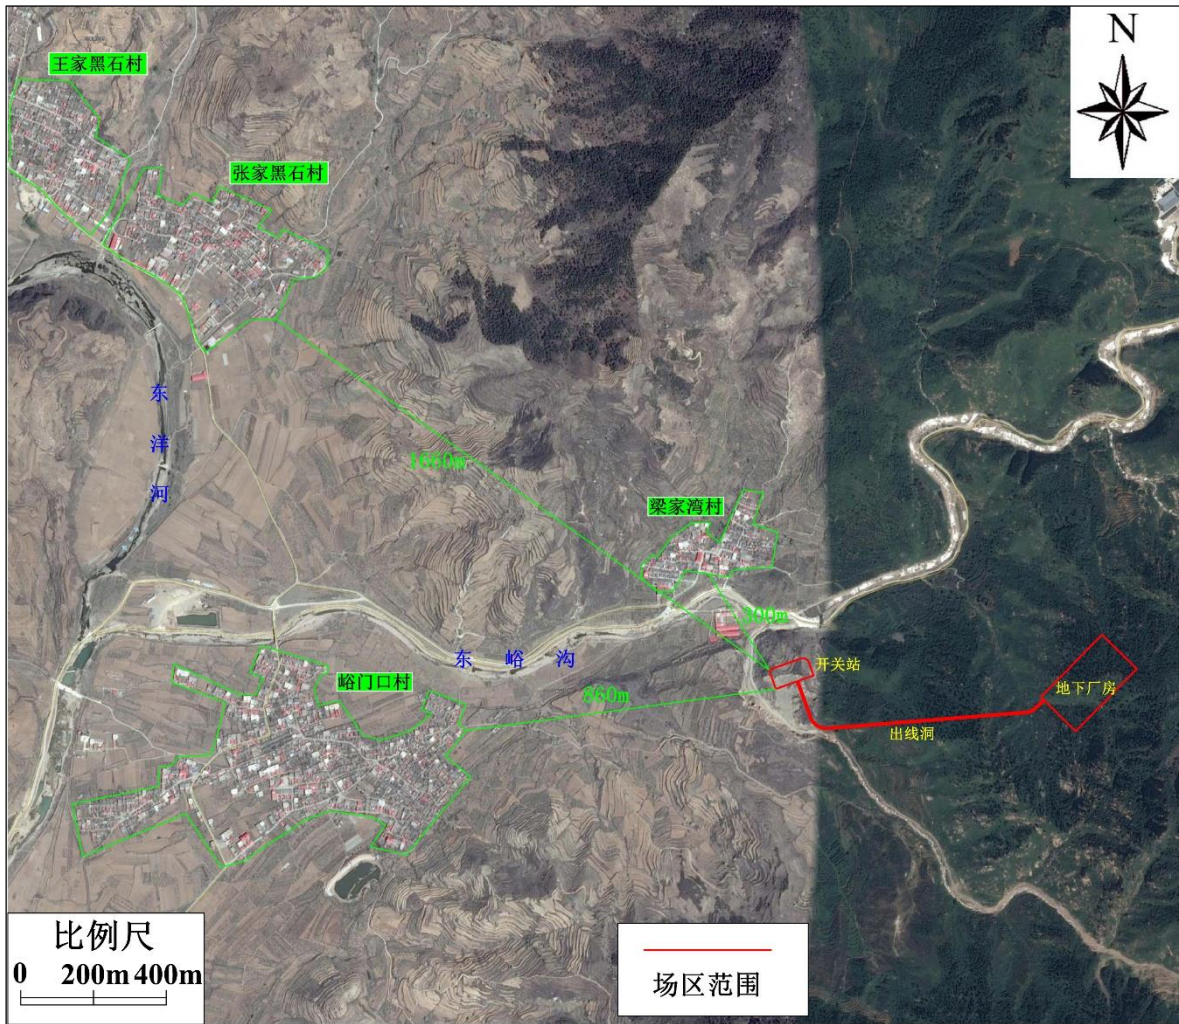 N
王家黑石村
张家黑石村
东
洋
河
1660m
梁家湾村
300m
东峪沟
开关站
峪门口村
860m
地下厂房
出线洞
比例尺
0 200m 400m
场区范围